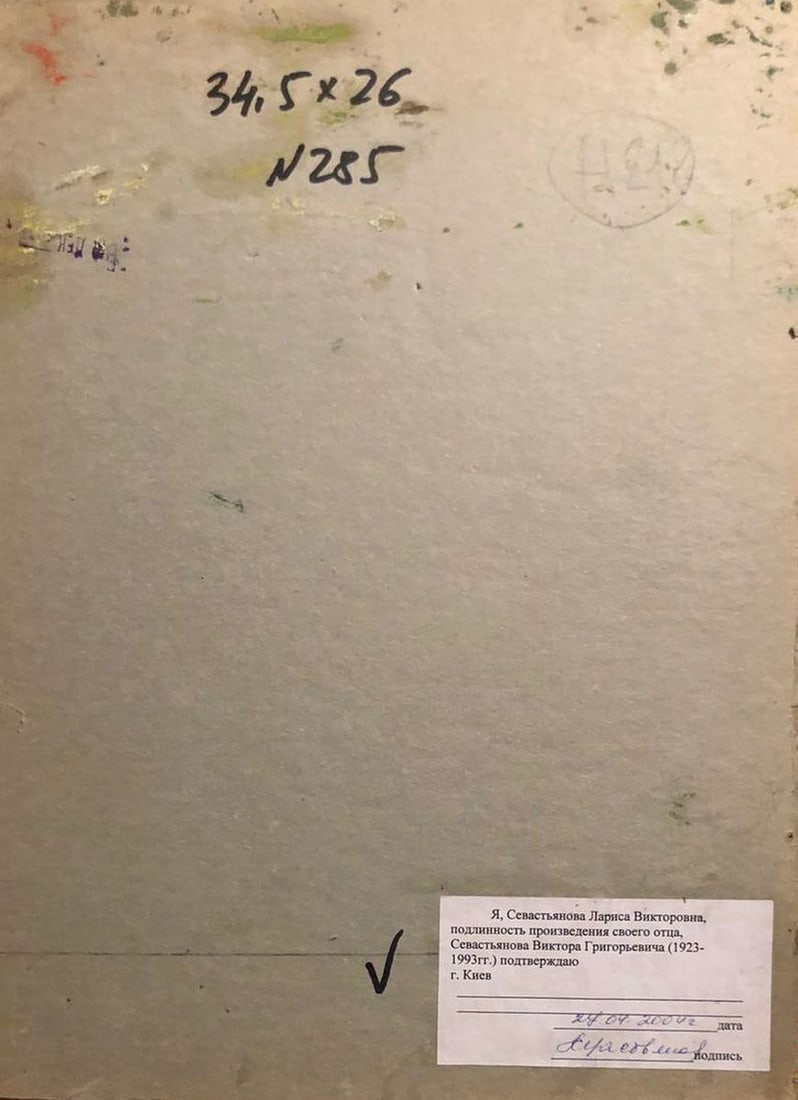 34,5 x 26
N 285
Я, Севастьянова Лариса Викторовна,
подлинность произведения своего отца,
Севастьянова Виктора Григорьевича (1923-
1993гг.) подтверждаю
г. Киев
дата
подпись